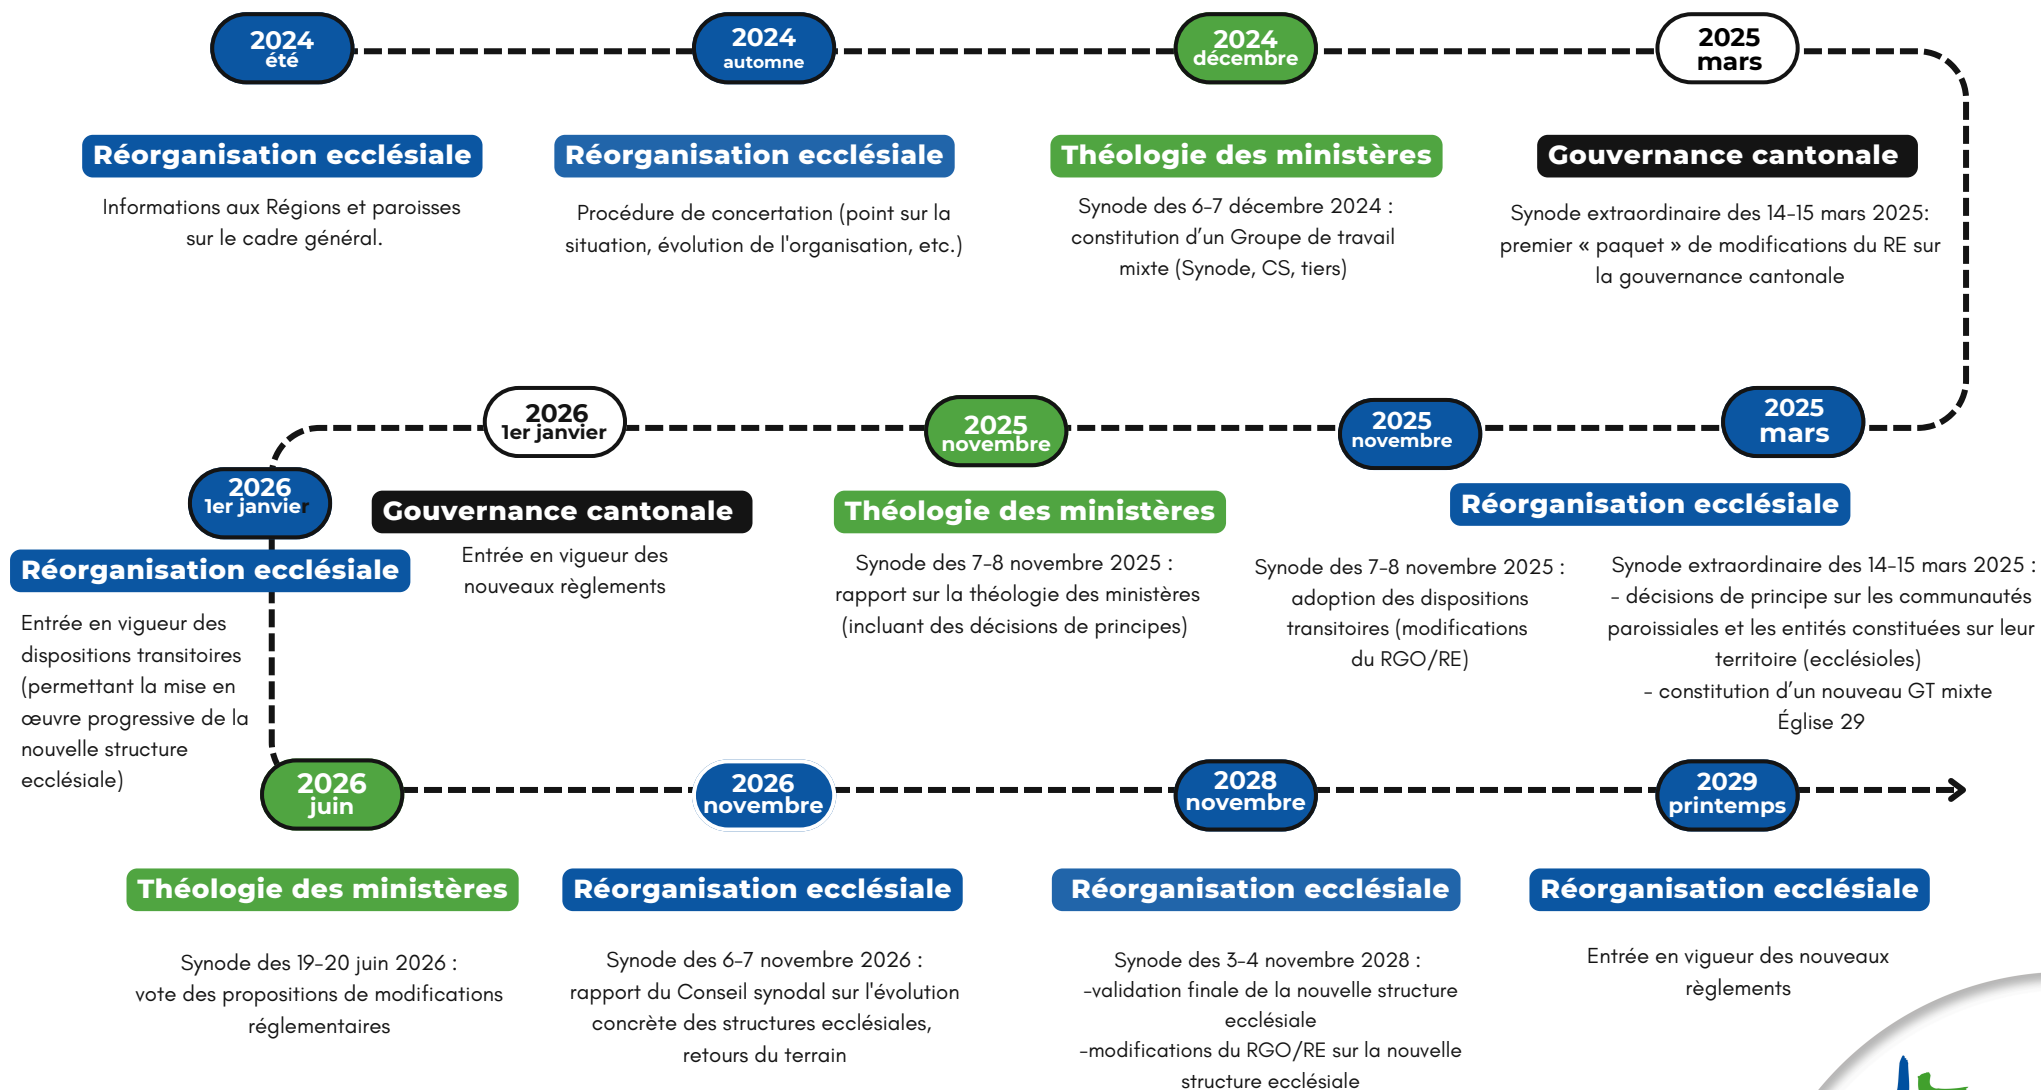 2024
été
2024
automne
2024
décembre
2025
mars
Réorganisation ecclésiale
Informations aux Régions et paroisses
sur le cadre général.
Réorganisation ecclésiale
Procédure de concertation (point sur la
situation, évolution de l'organisation, etc.)
Théologie des ministères
Synode des 6-7 décembre 2024 :
constitution d’un Groupe de travail
mixte (Synode, CS, tiers)
Gouvernance cantonale
Synode extraordinaire des 14-15 mars 2025:
premier « paquet » de modifications du RE sur
la gouvernance cantonale
2025
mars
2025
novembre
Réorganisation ecclésiale
Synode extraordinaire des 14-15 mars 2025 :
- décisions de principe sur les communautés
paroissiales et les entités constituées sur leur
territoire (ecclésioles)
- constitution d’un nouveau GT mixte
Église 29
Synode des 7-8 novembre 2025 :
adoption des dispositions
transitoires (modifications
du RGO/RE)
2025
novembre
Théologie des ministères
Synode des 7-8 novembre 2025 :
rapport sur la théologie des ministères
(incluant des décisions de principes)
2026
1er janvier
Gouvernance cantonale
Entrée en vigueur des
nouveaux règlements
2026
1er janvier
Réorganisation ecclésiale
Entrée en vigueur des
dispositions transitoires
(permettant la mise en
œuvre progressive de la
nouvelle structure
ecclésiale)
2026
juin
2026
novembre
2028
novembre
2029
printemps
Théologie des ministères
Synode des 19-20 juin 2026 :
vote des propositions de modifications
réglementaires
Réorganisation ecclésiale
Synode des 6-7 novembre 2026 :
rapport du Conseil synodal sur l'évolution
concrète des structures ecclésiales,
retours du terrain
Réorganisation ecclésiale
Synode des 3-4 novembre 2028 :
-validation finale de la nouvelle structure
ecclésiale
-modifications du RGO/RE sur la nouvelle
structure ecclésiale
Réorganisation ecclésiale
Entrée en vigueur des nouveaux
règlements